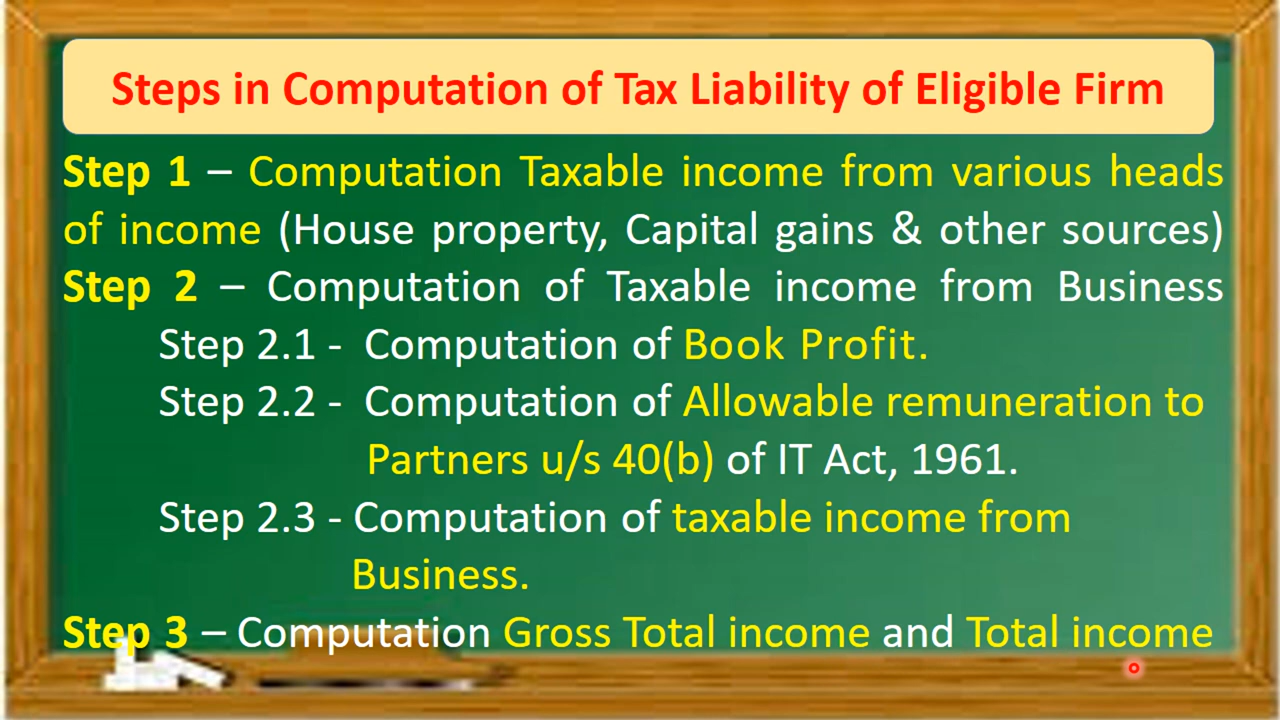 Steps in Computation of Tax Liability of Eligible Firm
Step 1 – Computation Taxable income from various heads
of income (House property, Capital gains & other sources)
Step 2 – Computation of Taxable income from Business
Step 2.1 - Computation of Book Profit.
Step 2.2 - Computation of Allowable remuneration to
Partners u/s 40(b) of IT Act, 1961.
Step 2.3 - Computation of taxable income from
Business.
Step 3 – Computation Gross Total income and Total income